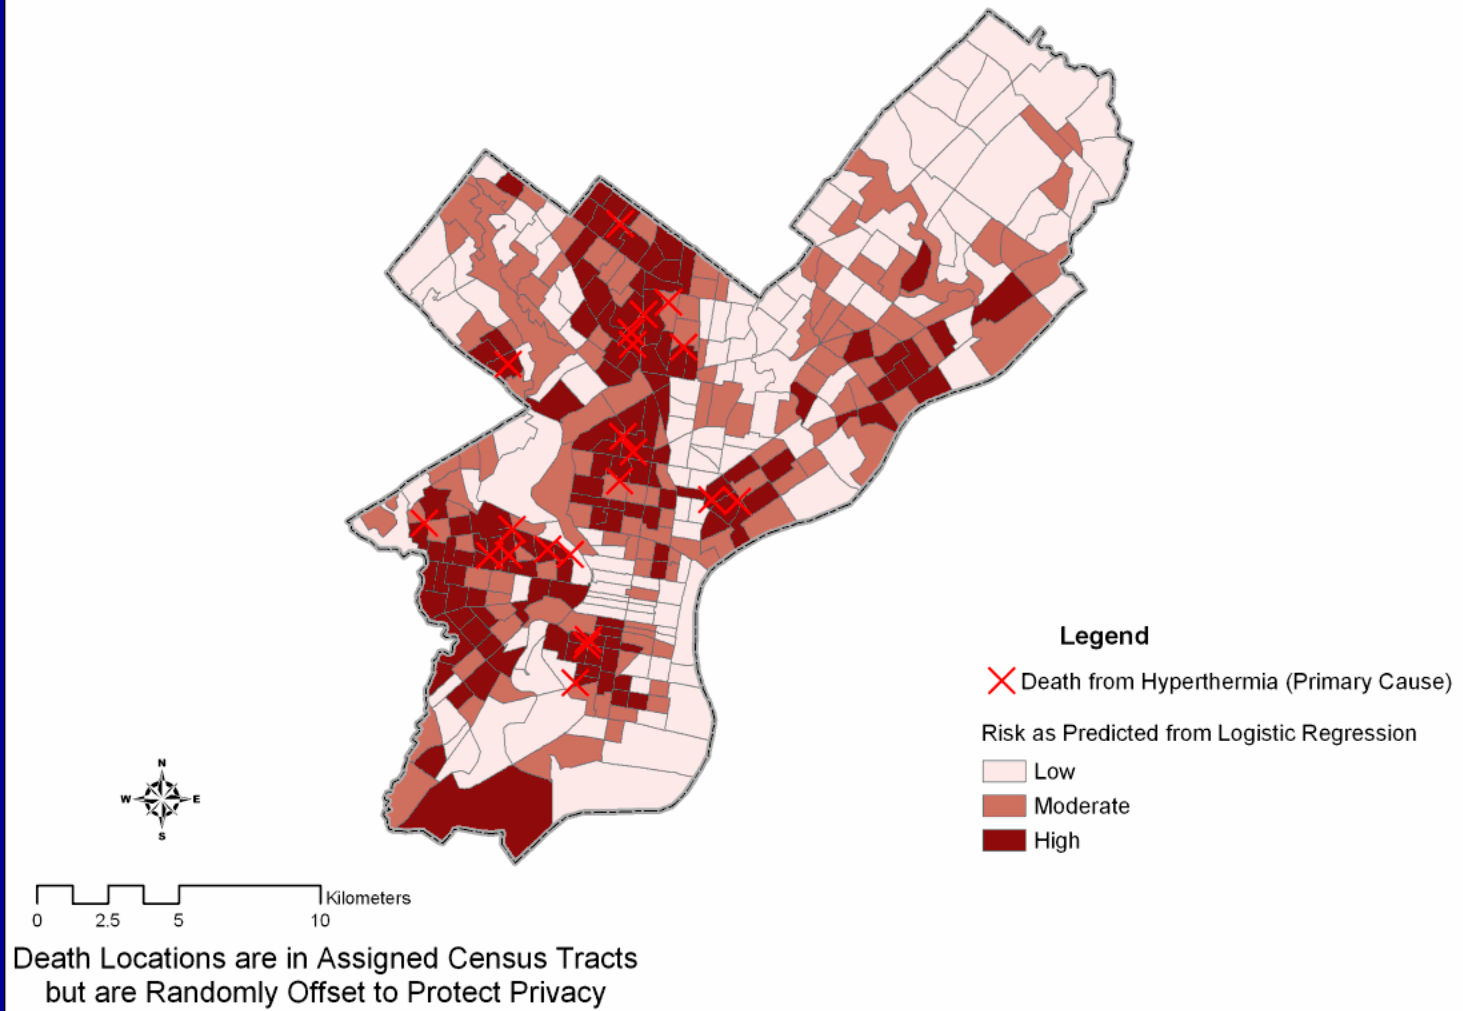 Legend
Death from Hyperthermia (Primary Cause)
Risk as Predicted from Logistic Regression
Low
Moderate
High
N
W E
S
Kilometers
0 2.5 5 10
Death Locations are in Assigned Census Tracts
but are Randomly Offset to Protect Privacy